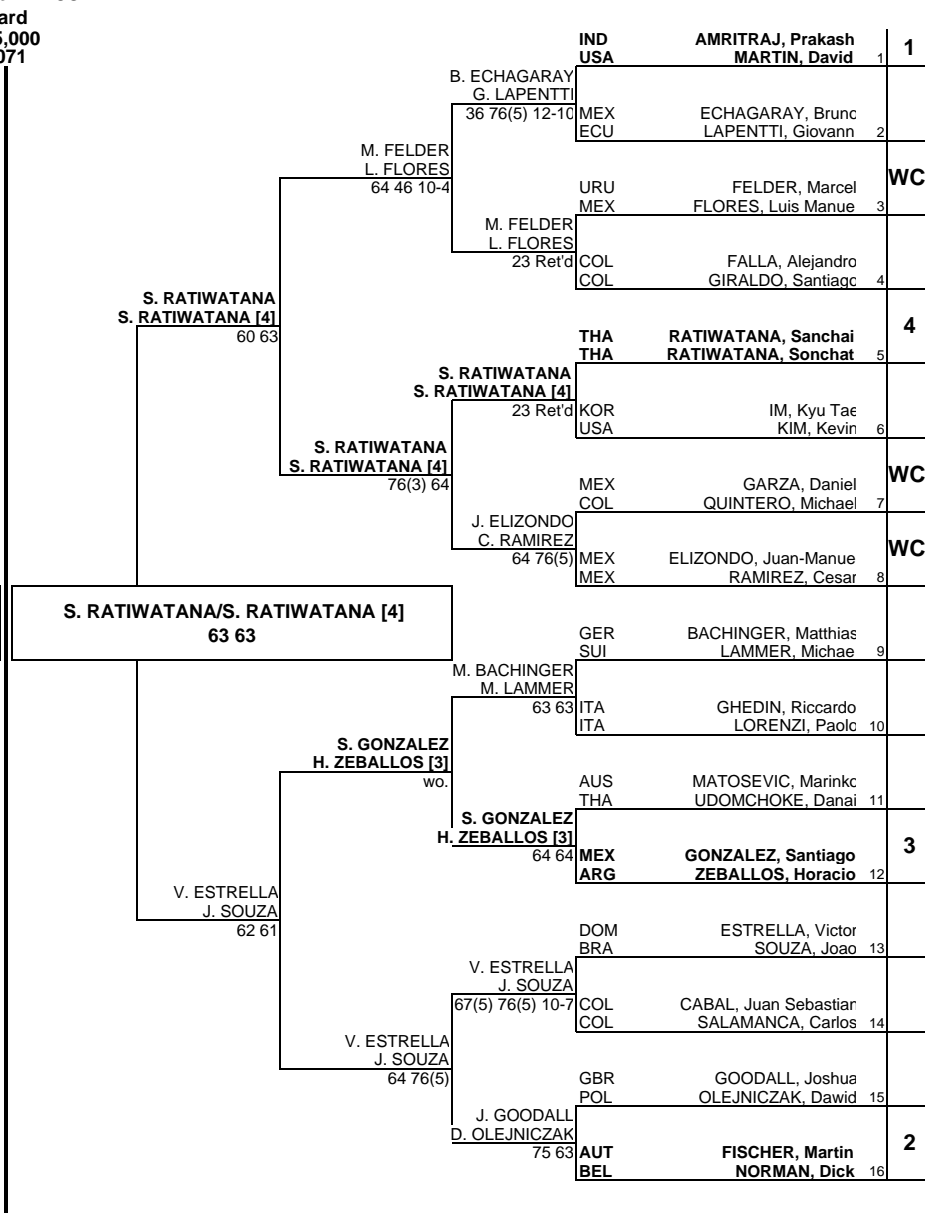 ard
5,000
071
IND AMRITRAJ, Prakash
USA MARTIN, David 1
1
B. ECHAGARAY
G. LAPENTTI
36 76(5) 12-10
MEX ECHAGARAY, Bruno
ECU LAPENTTI, Giovann 2
M. FELDER
L. FLORES
64 46 10-4
WC
URU FELDER, Marcel
MEX FLORES, Luis Manue 3
M. FELDER
L. FLORES
23 Ret'd
COL FALLA, Alejandro
COL GIRALDO, Santiago 4
S. RATIWATANA
S. RATIWATANA [4]
60 63
4
THA RATIWATANA, Sanchai
THA RATIWATANA, Sonchat 5
S. RATIWATANA
S. RATIWATANA [4]
23 Ret'd
KOR IM, Kyu Tae
USA KIM, Kevin 6
S. RATIWATANA
S. RATIWATANA [4]
76(3) 64
WC
MEX GARZA, Daniel
COL QUINTERO, Michael 7
J. ELIZONDO
C. RAMIREZ
64 76(5)
WC
MEX ELIZONDO, Juan-Manue
MEX RAMIREZ, Cesar 8
S. RATIWATANA/S. RATIWATANA [4]
63 63
GER BACHINGER, Matthias
SUI LAMMER, Michae 9
M. BACHINGER
M. LAMMER
63 63
ITA GHEDIN, Riccardo
ITA LORENZI, Paolo 10
S. GONZALEZ
H. ZEBALLOS [3]
wo.
AUS MATOSEVIC, Marinko
THA UDOMCHOKE, Danai 11
S. GONZALEZ
H. ZEBALLOS [3]
64 64
3
MEX GONZALEZ, Santiago
ARG ZEBALLOS, Horacio 12
V. ESTRELLA
J. SOUZA
62 61
DOM ESTRELLA, Victor
BRA SOUZA, Joao 13
V. ESTRELLA
J. SOUZA
67(5) 76(5) 10-7
COL CABAL, Juan Sebastian
COL SALAMANCA, Carlos 14
V. ESTRELLA
J. SOUZA
64 76(5)
GBR GOODALL, Joshua
POL OLEJNICZAK, Dawid 15
J. GOODALL
D. OLEJNICZAK
75 63
2
AUT FISCHER, Martin
BEL NORMAN, Dick 16